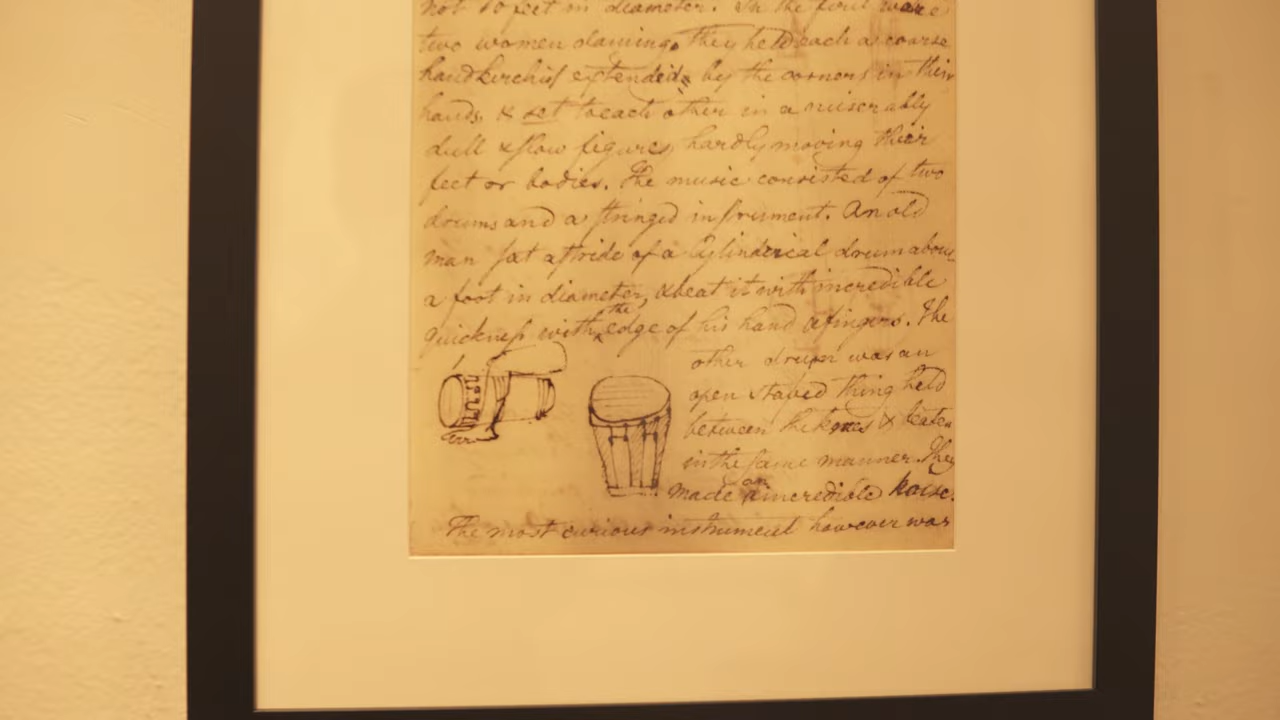 not 10 feet in diameter. In the first were
two women dancing. They held each a coarse
handkerchief extended by the corners in their
hands, & set to each other in a miserably
dull & slow figure, hardly moving their
feet or bodies. The music consisted of two
drums and a stringed instrument. An old
man sat astride of a Cylindrical drum about
a foot in diameter, & beat it with incredible
quickness with the edge of his hand & fingers. The
other drum was an
open staved thing held
between the knees & beaten
in the same manner. They
made an incredible noise.
The most curious instrument however was